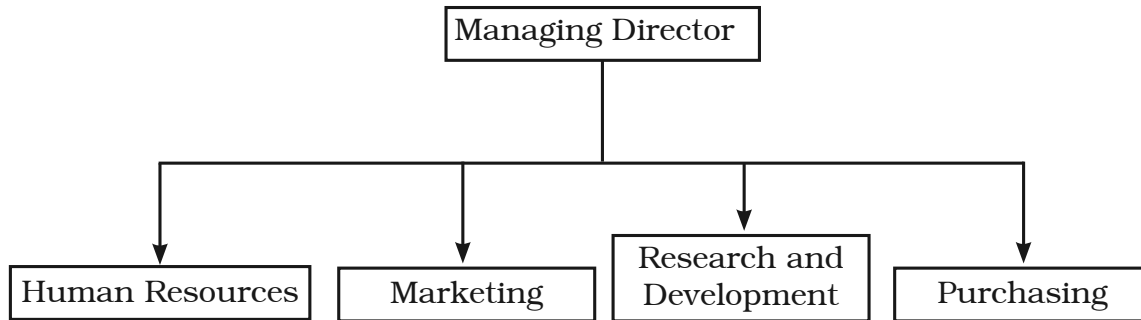 Managing Director
Human Resources
Marketing
Research and
Development
Purchasing